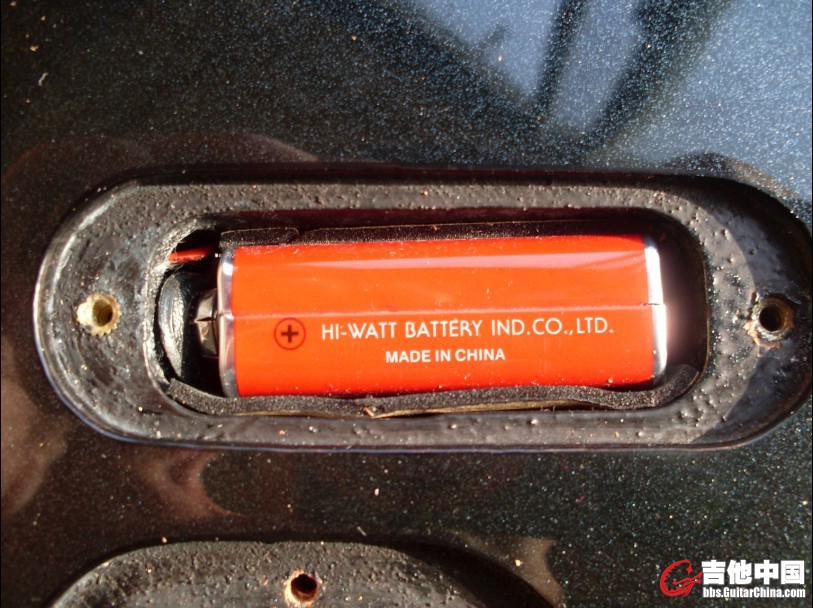 HI-WATT BATTERY IND.CO.,LTD.
MADE IN CHINA
吉他中国
bbs.GuitarChina.com